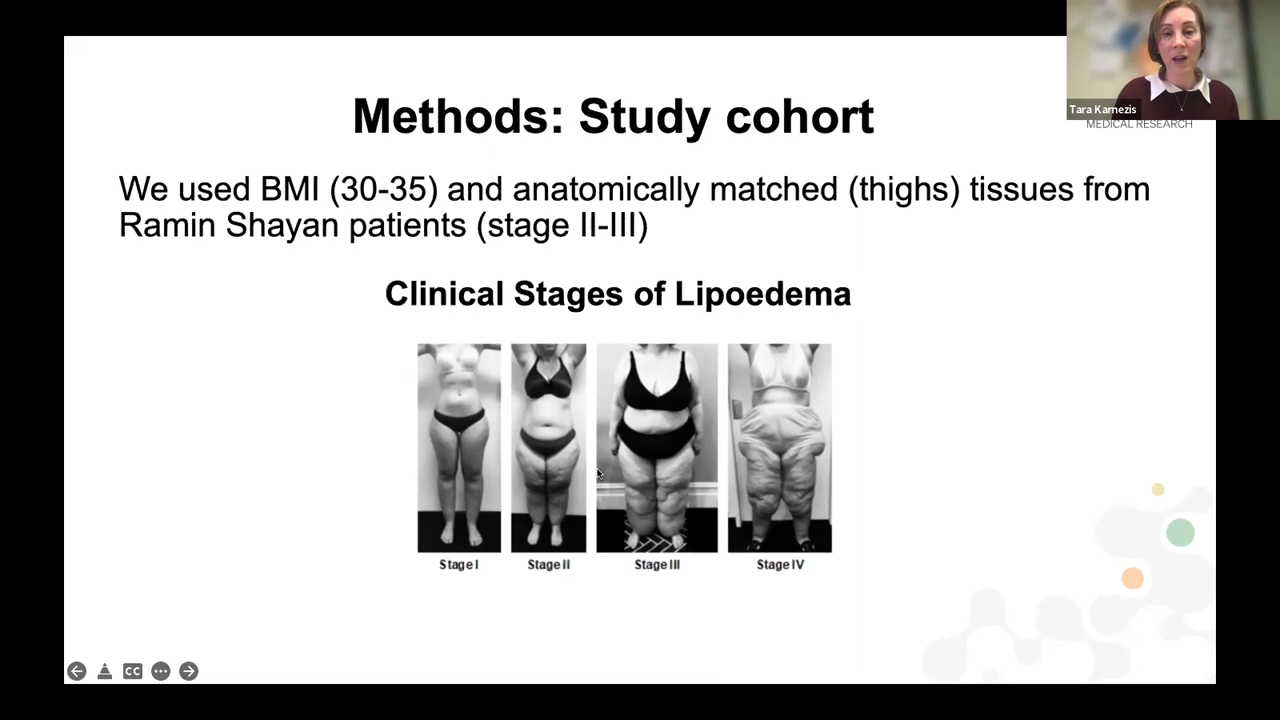 Methods: Study cohort
Tara Karnezis
MEDICAL RESEARCH
We used BMI (30-35) and anatomically matched (thighs) tissues from
Ramin Shayan patients (stage II-III)
Clinical Stages of Lipoedema
Stage I
Stage II
Stage III
Stage IV
CC